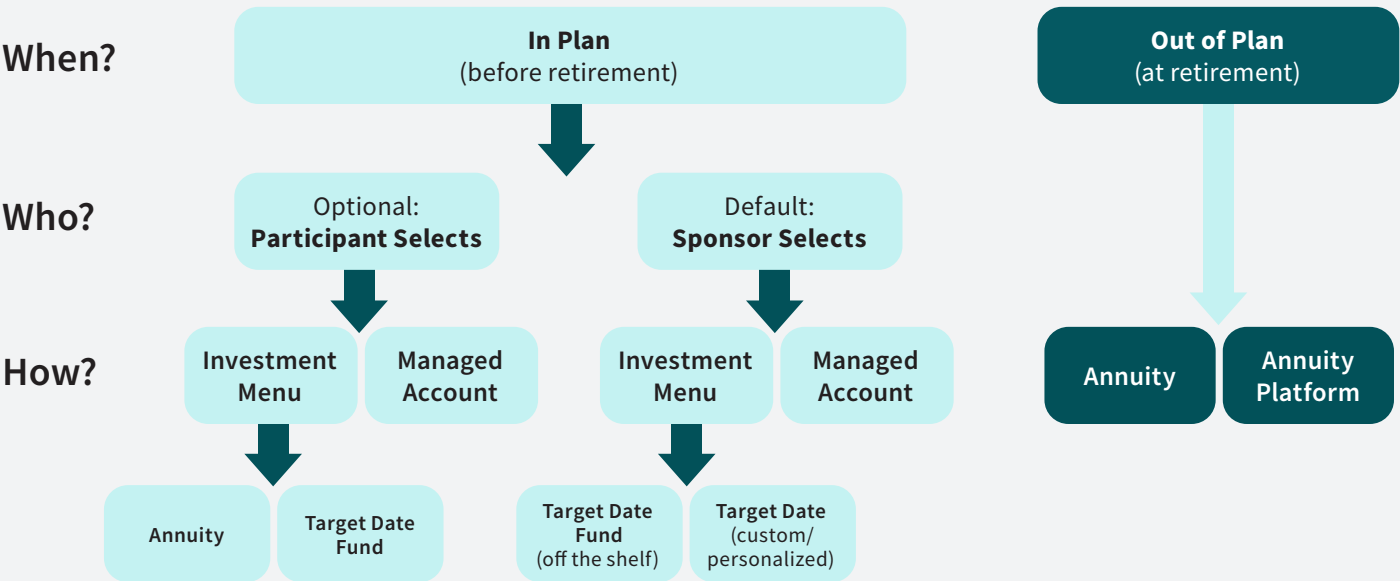 When?
In Plan
(before retirement)
Out of Plan
(at retirement)
Who?
Optional:
Participant Selects
Default:
Sponsor Selects
How?
Investment
Menu
Managed
Account
Investment
Menu
Managed
Account
Annuity
Annuity
Platform
Annuity
Target Date
Fund
Target Date
Fund
(off the shelf)
Target Date
(custom/
personalized)